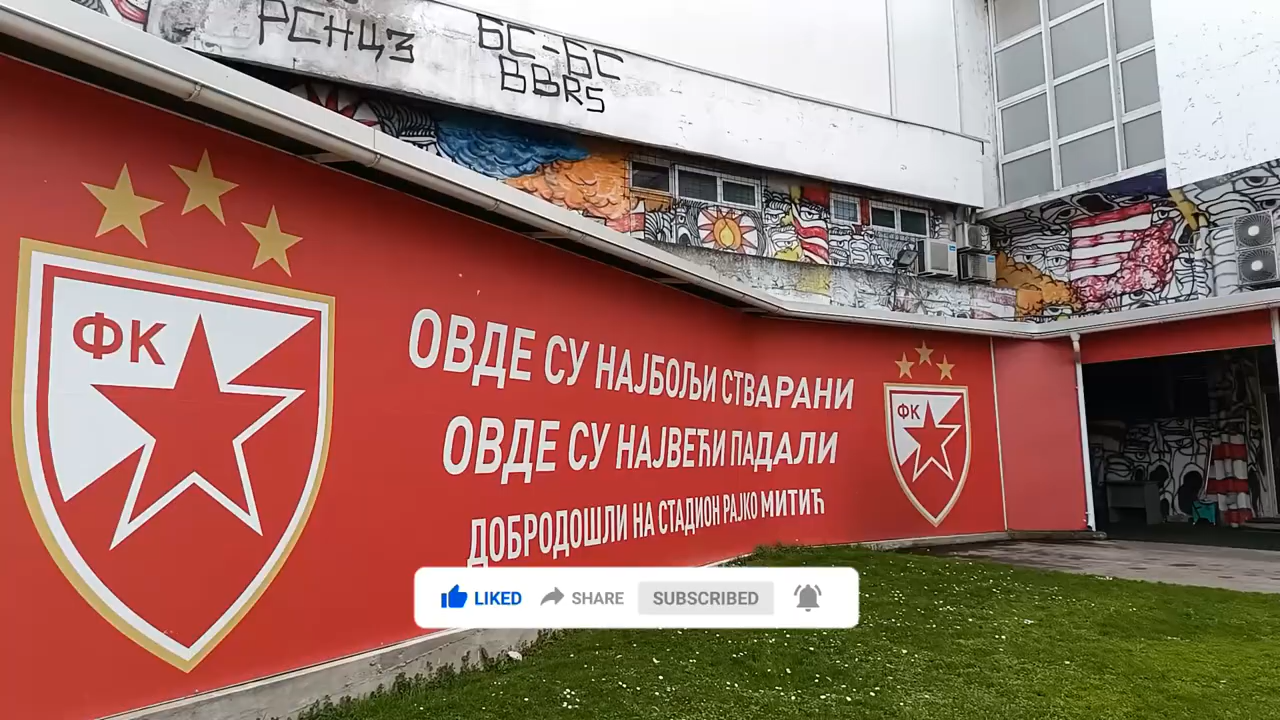 РСНЦЗ
БС-БС
BBRS
ФК
ОВДЕ СУ НАЈБОЉИ СТВАРАНИ
ОВДЕ СУ НАЈВЕЋИ ПАДАЛИ
ДОБРОДОШЛИ НА СТАДИОН РАЈКО МИТИЋ
ФК
LIKED SHARE SUBSCRIBED